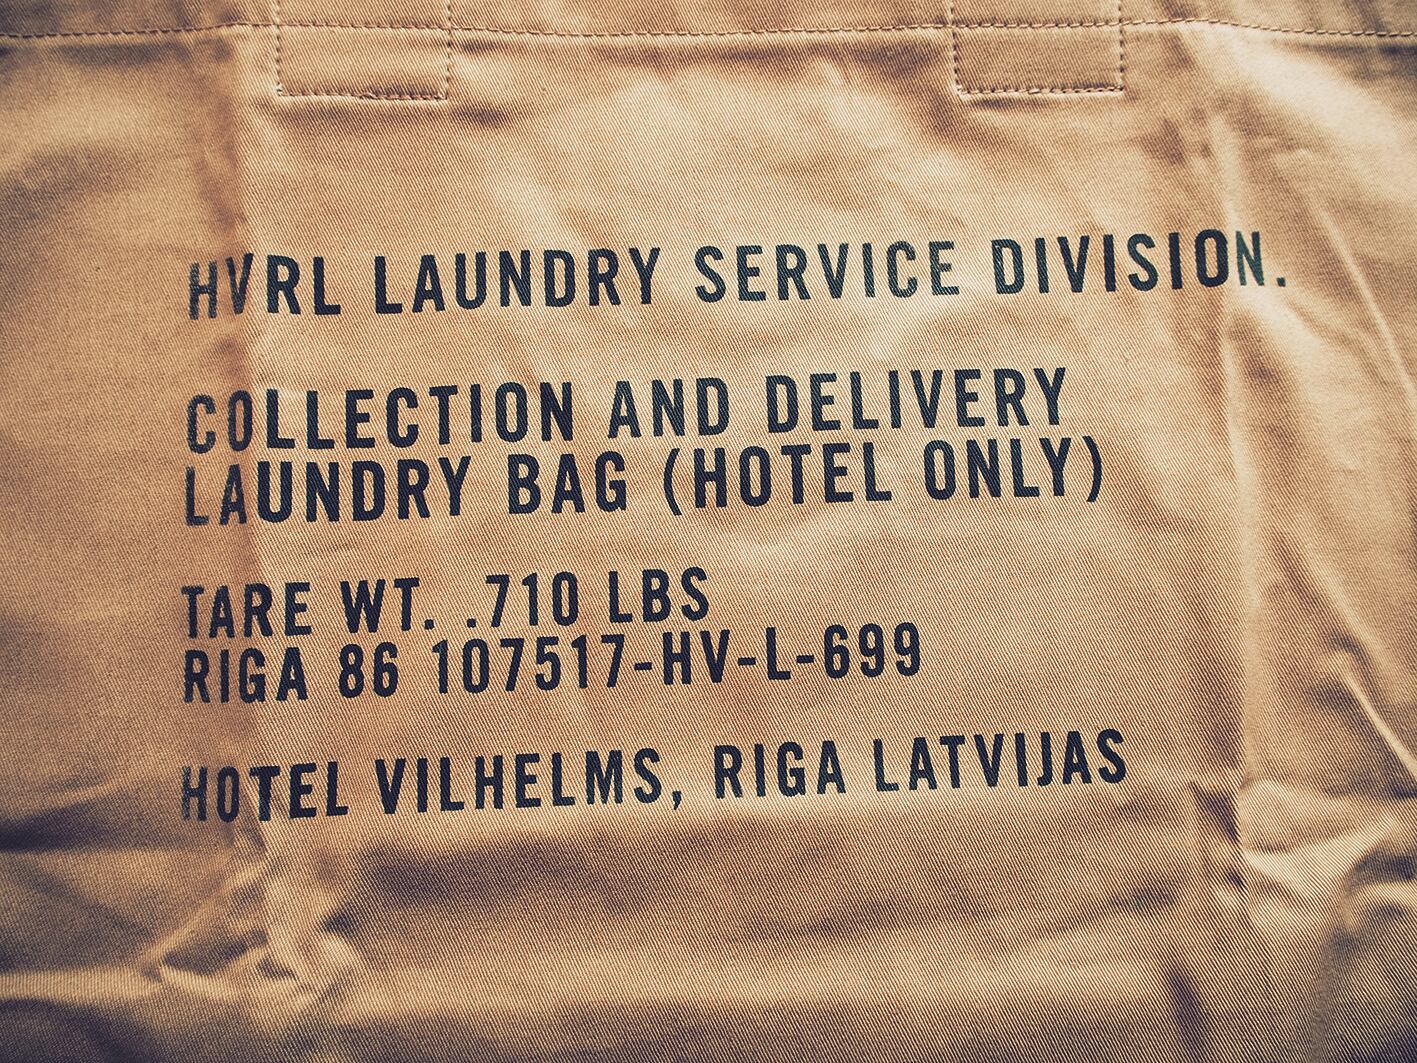 HVRL LAUNDRY SERVICE DIVISION.
COLLECTION AND DELIVERY
LAUNDRY BAG (HOTEL ONLY)
TARE WT. .710 LBS
RIGA 86 107517-HV-L-699
HOTEL VILHELMS, RIGA LATVIJAS